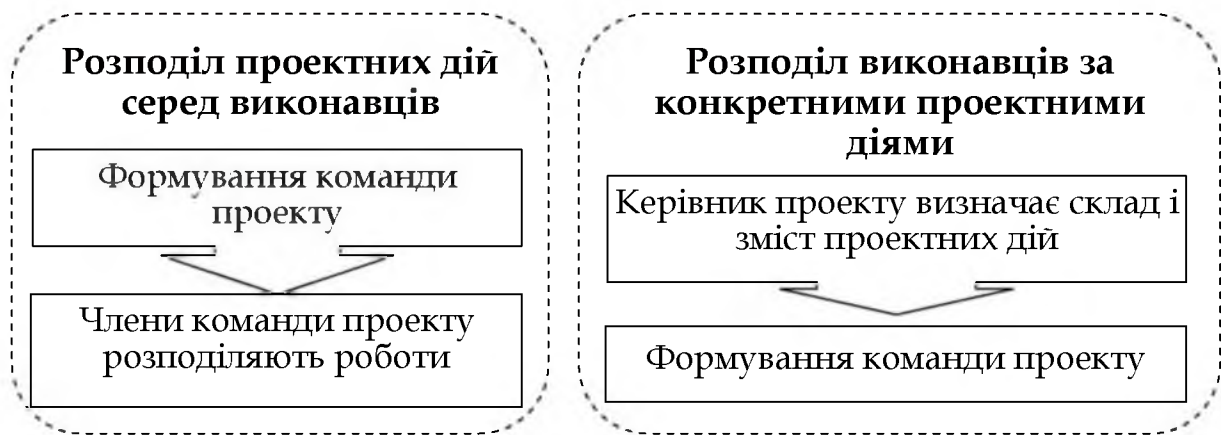 Розподіл проектних дій
серед виконавців
Формування команди
проекту
Члени команди проекту
розподіляють роботи
Розподіл виконавців за
конкретними проектними
діями
Керівник проекту визначає склад і
зміст проектних дій
Формування команди проекту